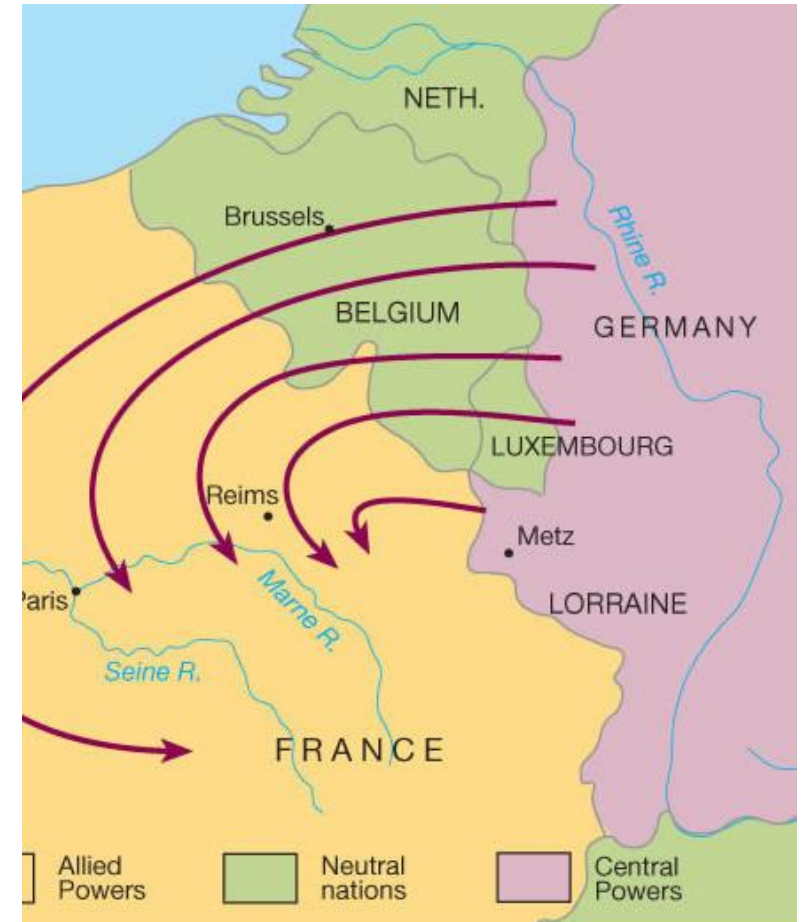 NETH.
Brussels
Rhine R.
BELGIUM
GERMANY
LUXEMBOURG
Reims
Metz
Paris
Marne R.
LORRAINE
Seine R.
FRANCE
Allied
Powers
Neutral
nations
Central
Powers